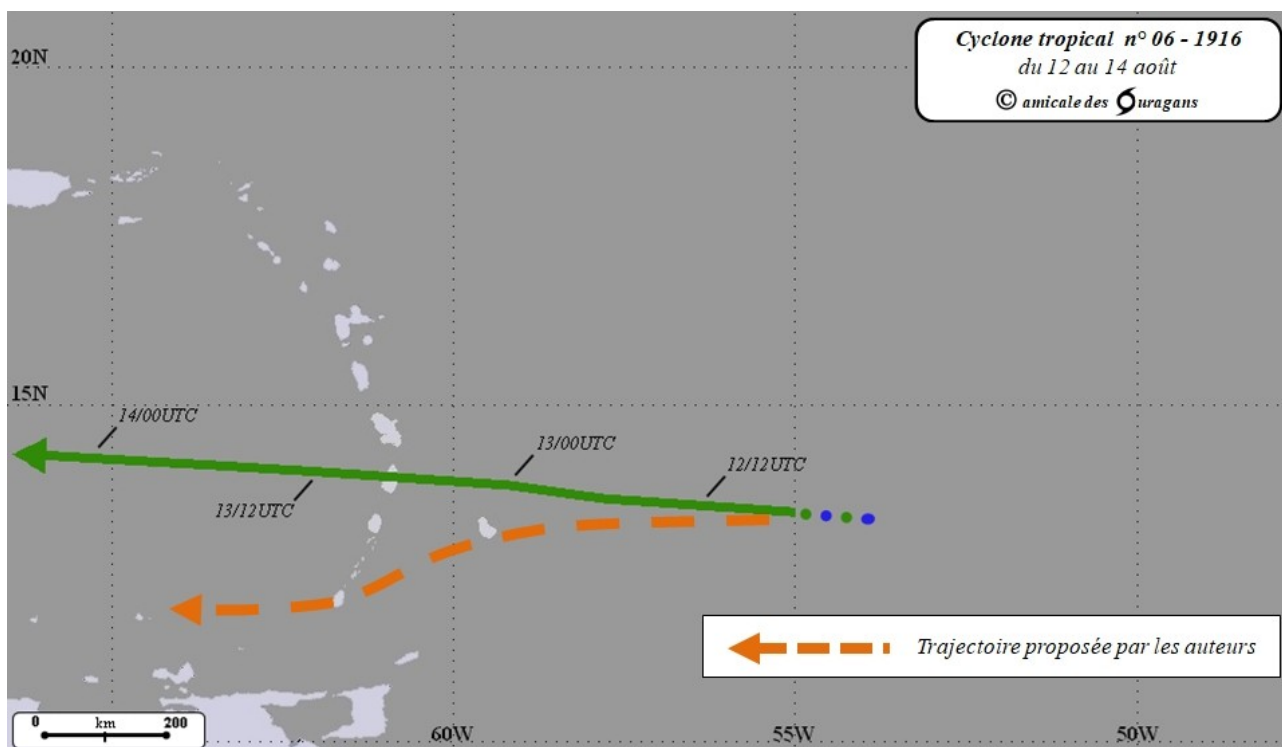 Cyclone tropical n° 06 - 1916
du 12 au 14 août
© amicale des Ouragans
20N
15N
14/00UTC
13/00UTC
12/12UTC
13/12UTC
Trajectoire proposée par les auteurs
0 km 200
60W
55W
50W